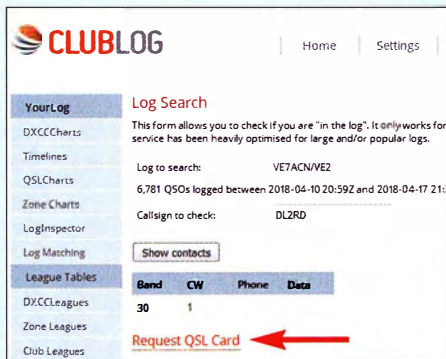 CLUBLOG
Home
Settings
YourLog
DXCCCharts
Timelines
QSLCharts
Zone Charts
LogInspector
Log Matching
League Tables
DXCCLeagues
Zone Leagues
Club Leagues
Log Search
This form allows you to check if you are "in the log". It only works for
service has been heavily optimised for large and/or popular logs.
Log to search: VE7ACN/VE2
6,781 QSOs logged between 2018-04-10 20:59Z and 2018-04-17 21:
Callsign to check: DL2RD
Show contacts
Band CW Phone Data
30 1
Request QSL Card